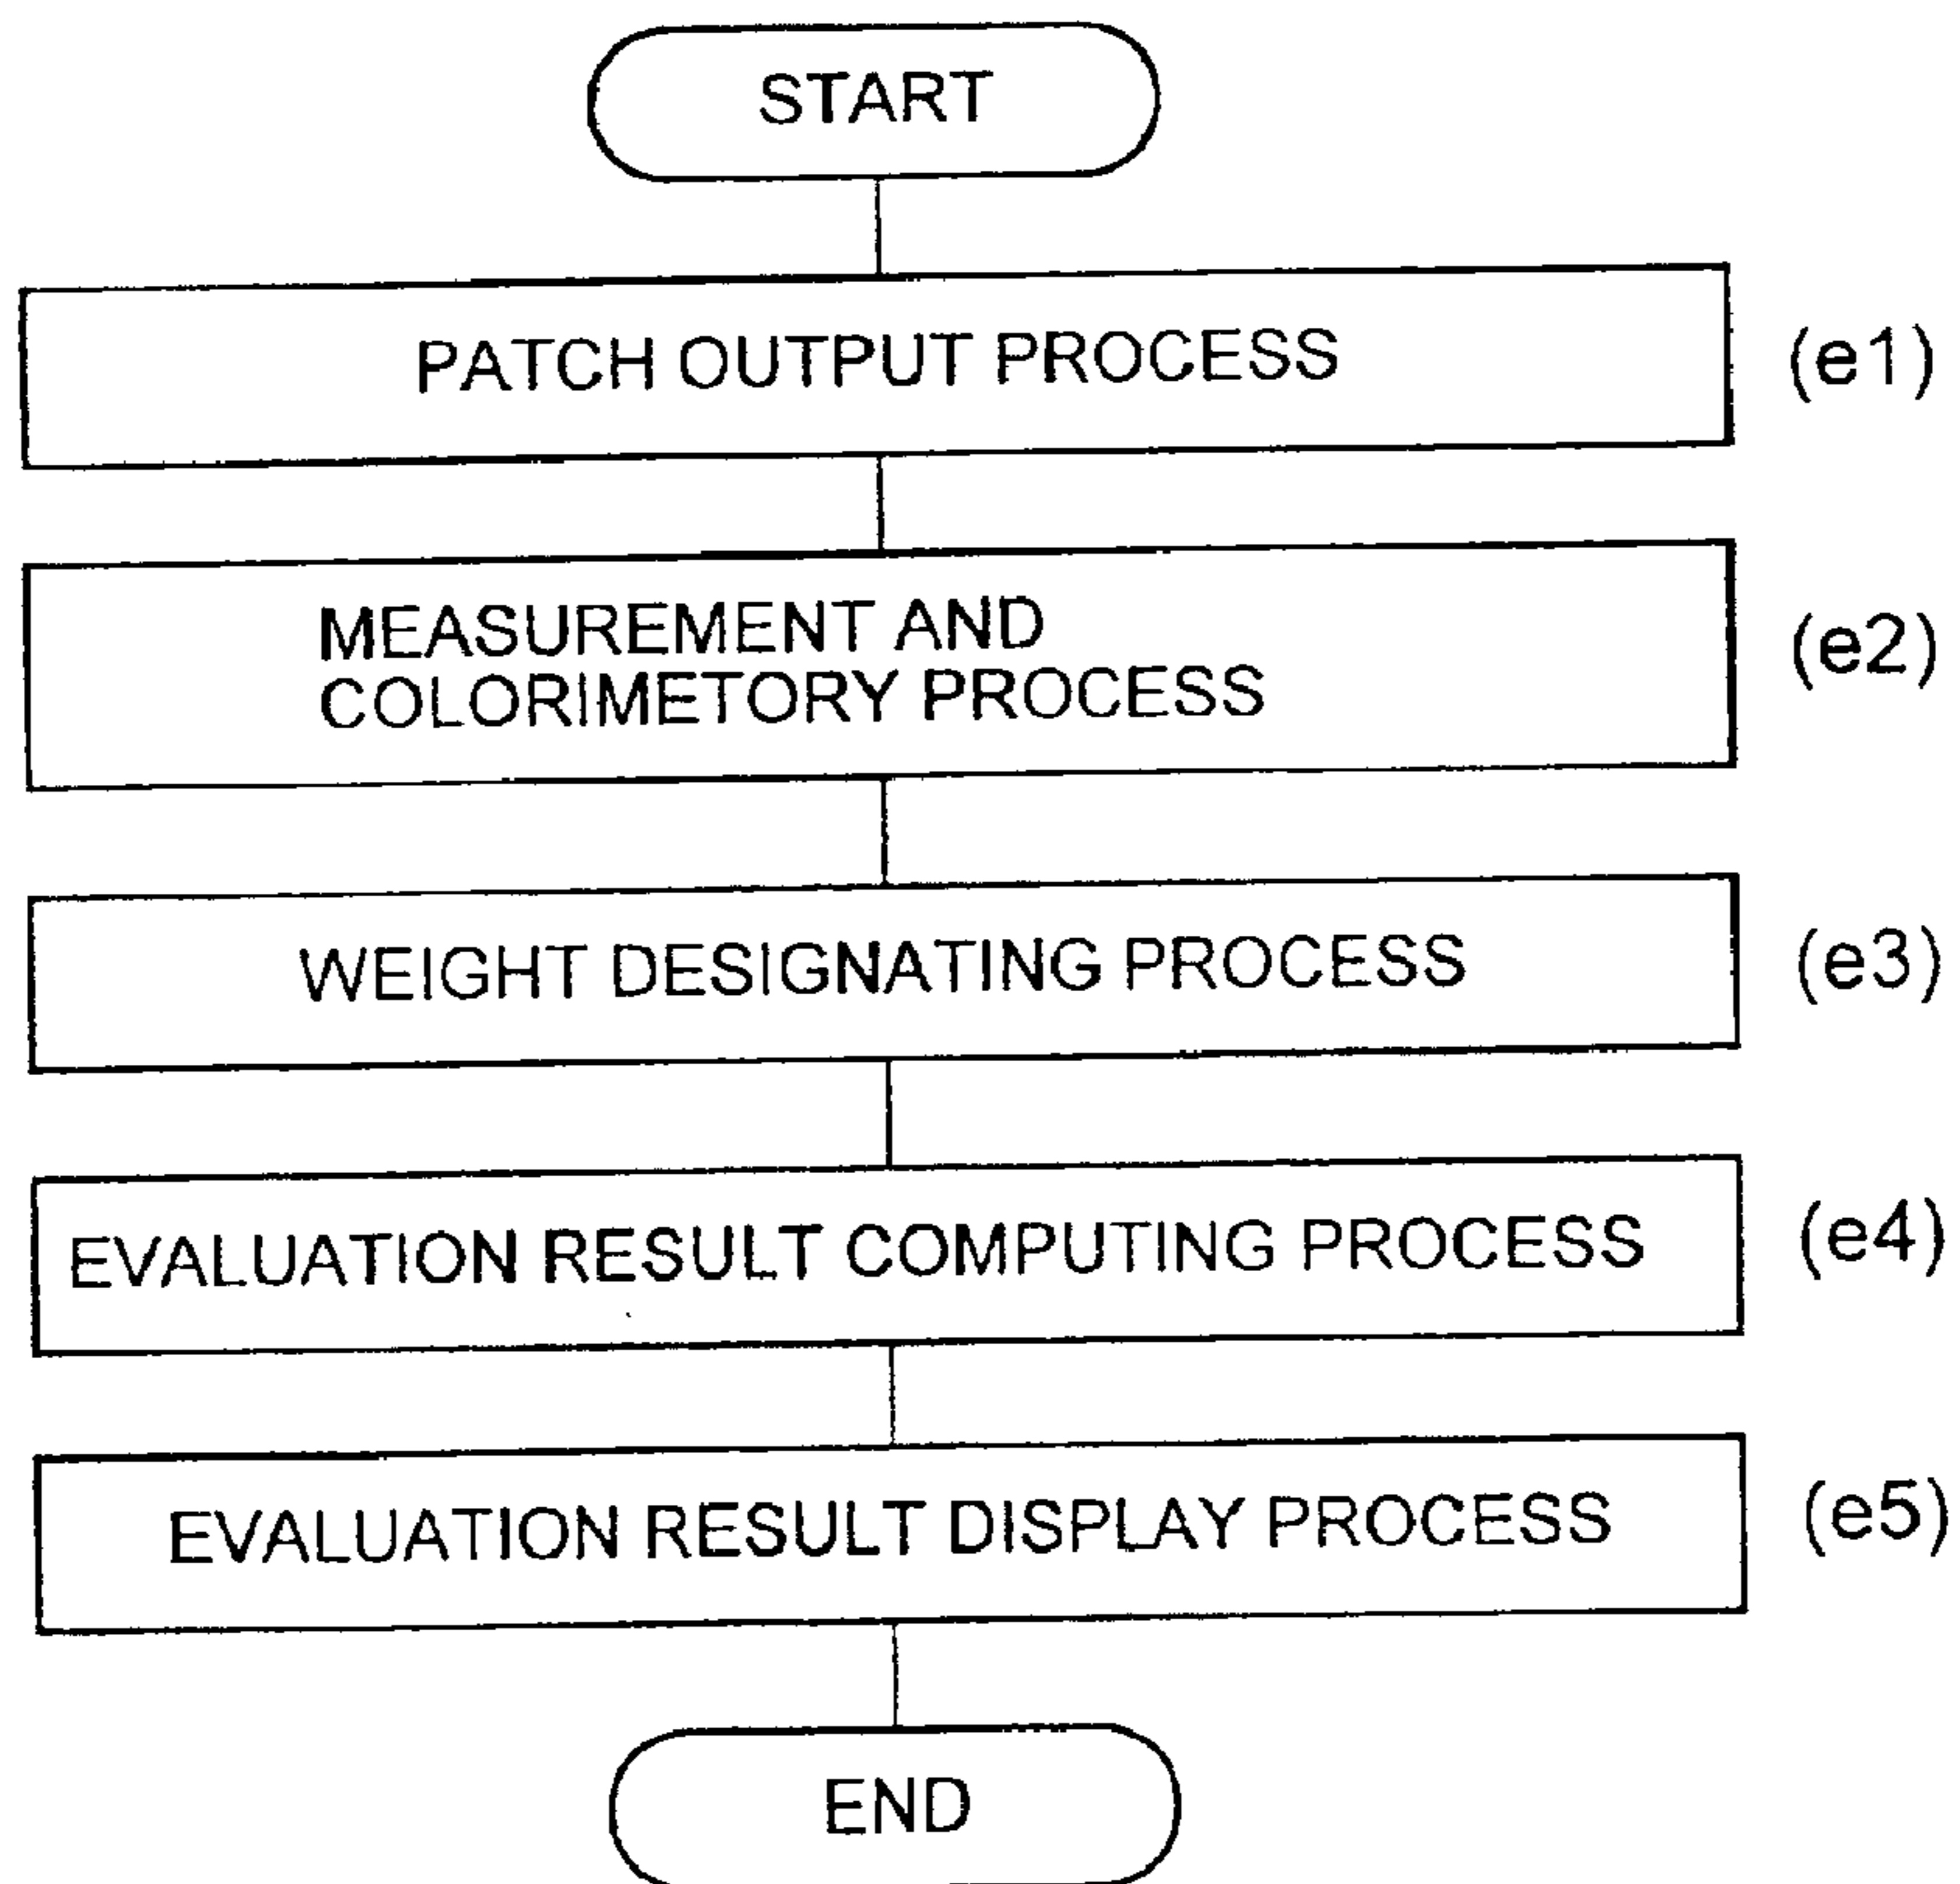 START
PATCH OUTPUT PROCESS (e1)
MEASUREMENT AND
COLORIMETORY PROCESS
(e2)
WEIGHT DESIGNATING PROCESS (e3)
EVALUATION RESULT COMPUTING PROCESS (e4)
EVALUATION RESULT DISPLAY PROCESS (e5)
END